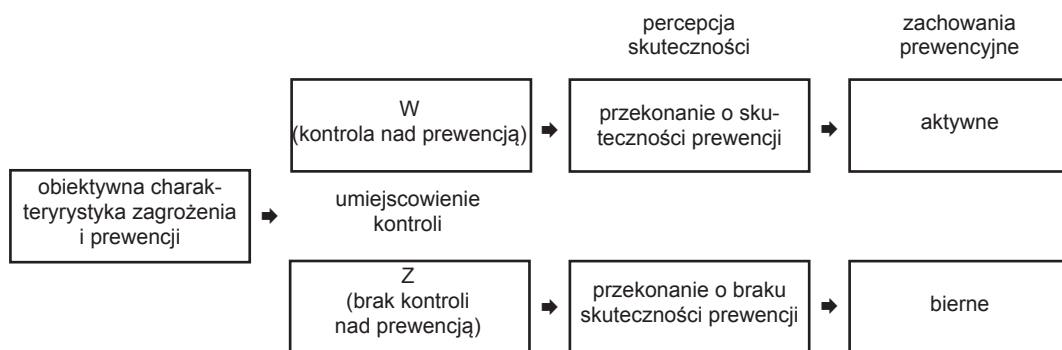 percepcja
skuteczności
zachowania
prewencyjne
W
(kontrola nad prewencją)
przekonanie o sku-
teczności prewencji
aktywne
obiektywna charak-
teryrystyka zagrożenia
i prewencji
umiejscowienie
kontroli
Z
(brak kontroli
nad prewencją)
przekonanie o braku
skuteczności prewencji
bierne